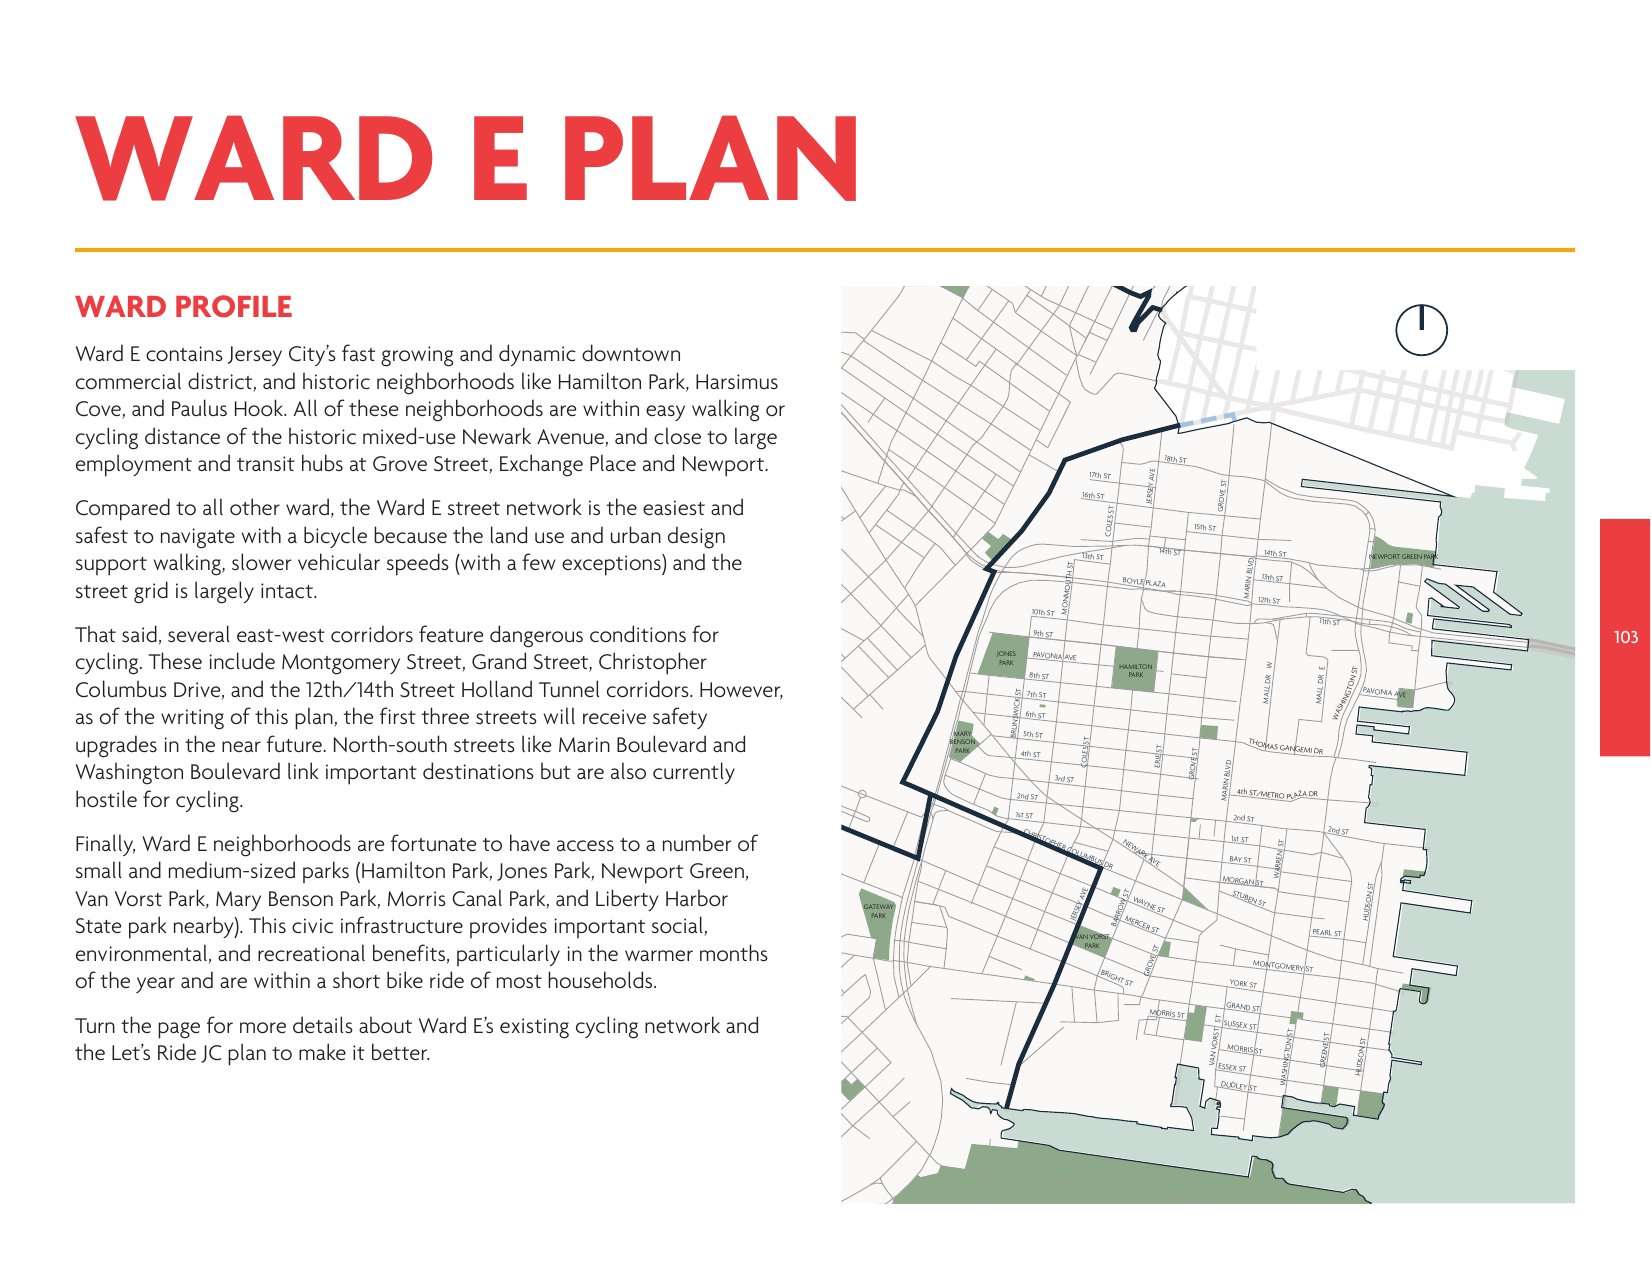 WARD E PLAN
WARD PROFILE
Ward E contains Jersey City's fast growing and dynamic downtown
commercial district, and historic neighborhoods like Hamilton Park, Harsimus
Cove, and Paulus Hook. All of these neighborhoods are within easy walking or
cycling distance of the historic mixed-use Newark Avenue, and close to large
employment and transit hubs at Grove Street, Exchange Place and Newport.
Compared to all other ward, the Ward E street network is the easiest and
safest to navigate with a bicycle because the land use and urban design
support walking, slower vehicular speeds (with a few exceptions) and the
street grid is largely intact.
That said, several east-west corridors feature dangerous conditions for
cycling. These include Montgomery Street, Grand Street, Christopher
Columbus Drive, and the 12th/14th Street Holland Tunnel corridors. However,
as of the writing of this plan, the first three streets will receive safety
upgrades in the near future. North-south streets like Marin Boulevard and
Washington Boulevard link important destinations but are also currently
hostile for cycling.
Finally, Ward E neighborhoods are fortunate to have access to a number of
small and medium-sized parks (Hamilton Park, Jones Park, Newport Green,
Van Vorst Park, Mary Benson Park, Morris Canal Park, and Liberty Harbor
State park nearby). This civic infrastructure provides important social,
environmental, and recreational benefits, particularly in the warmer months
of the year and are within a short bike ride of most households.
Turn the page for more details about Ward E's existing cycling network and
the Let's Ride JC plan to make it better.
18th ST
17th ST
16th ST
JERSEY AVE
GROVE ST
COLES ST
15th ST
14th ST
14th ST
13th ST
NEWPORT GREEN PARK
MARIN BLVD
MONMOUTH ST
BOYLE PLAZA
13th ST
12th ST
10th ST
11th ST
9th ST
JONES
PARK
PAVONIA AVE
HAMILTON
PARK
8th ST
MALL DR. W
MALL DR. E
WASHINGTON ST
PAVONIA AVE
7th ST
BRUNSWICK ST
6th ST
5th ST
MARY
BENSON
PARK
4th ST
COLES ST
ERIE ST
GROVE ST
THOMAS GANGEMI DR
3rd ST
MARIN BLVD
4th ST/METRO PLAZA DR
2nd ST
1st ST
2nd ST
2nd ST
CHRISTOPHER COLUMBUS DR
NEWARK AVE
1st ST
BAY ST
WARREN ST
MORGAN ST
STUBEN ST
HUDSON ST
GATEWAY
PARK
JERSEY AVE
BARROW ST
WAYNE ST
MERCER ST
PEARL ST
VAN VORST
PARK
GROVE ST
MONTGOMERY ST
BRIGHT ST
YORK ST
GRAND ST
MORRIS ST
SUSSEX ST
VAN VORST ST
MORRIS ST
WASHINGTON ST
GREENE ST
HUDSON ST
ESSEX ST
DUDLEY ST
103